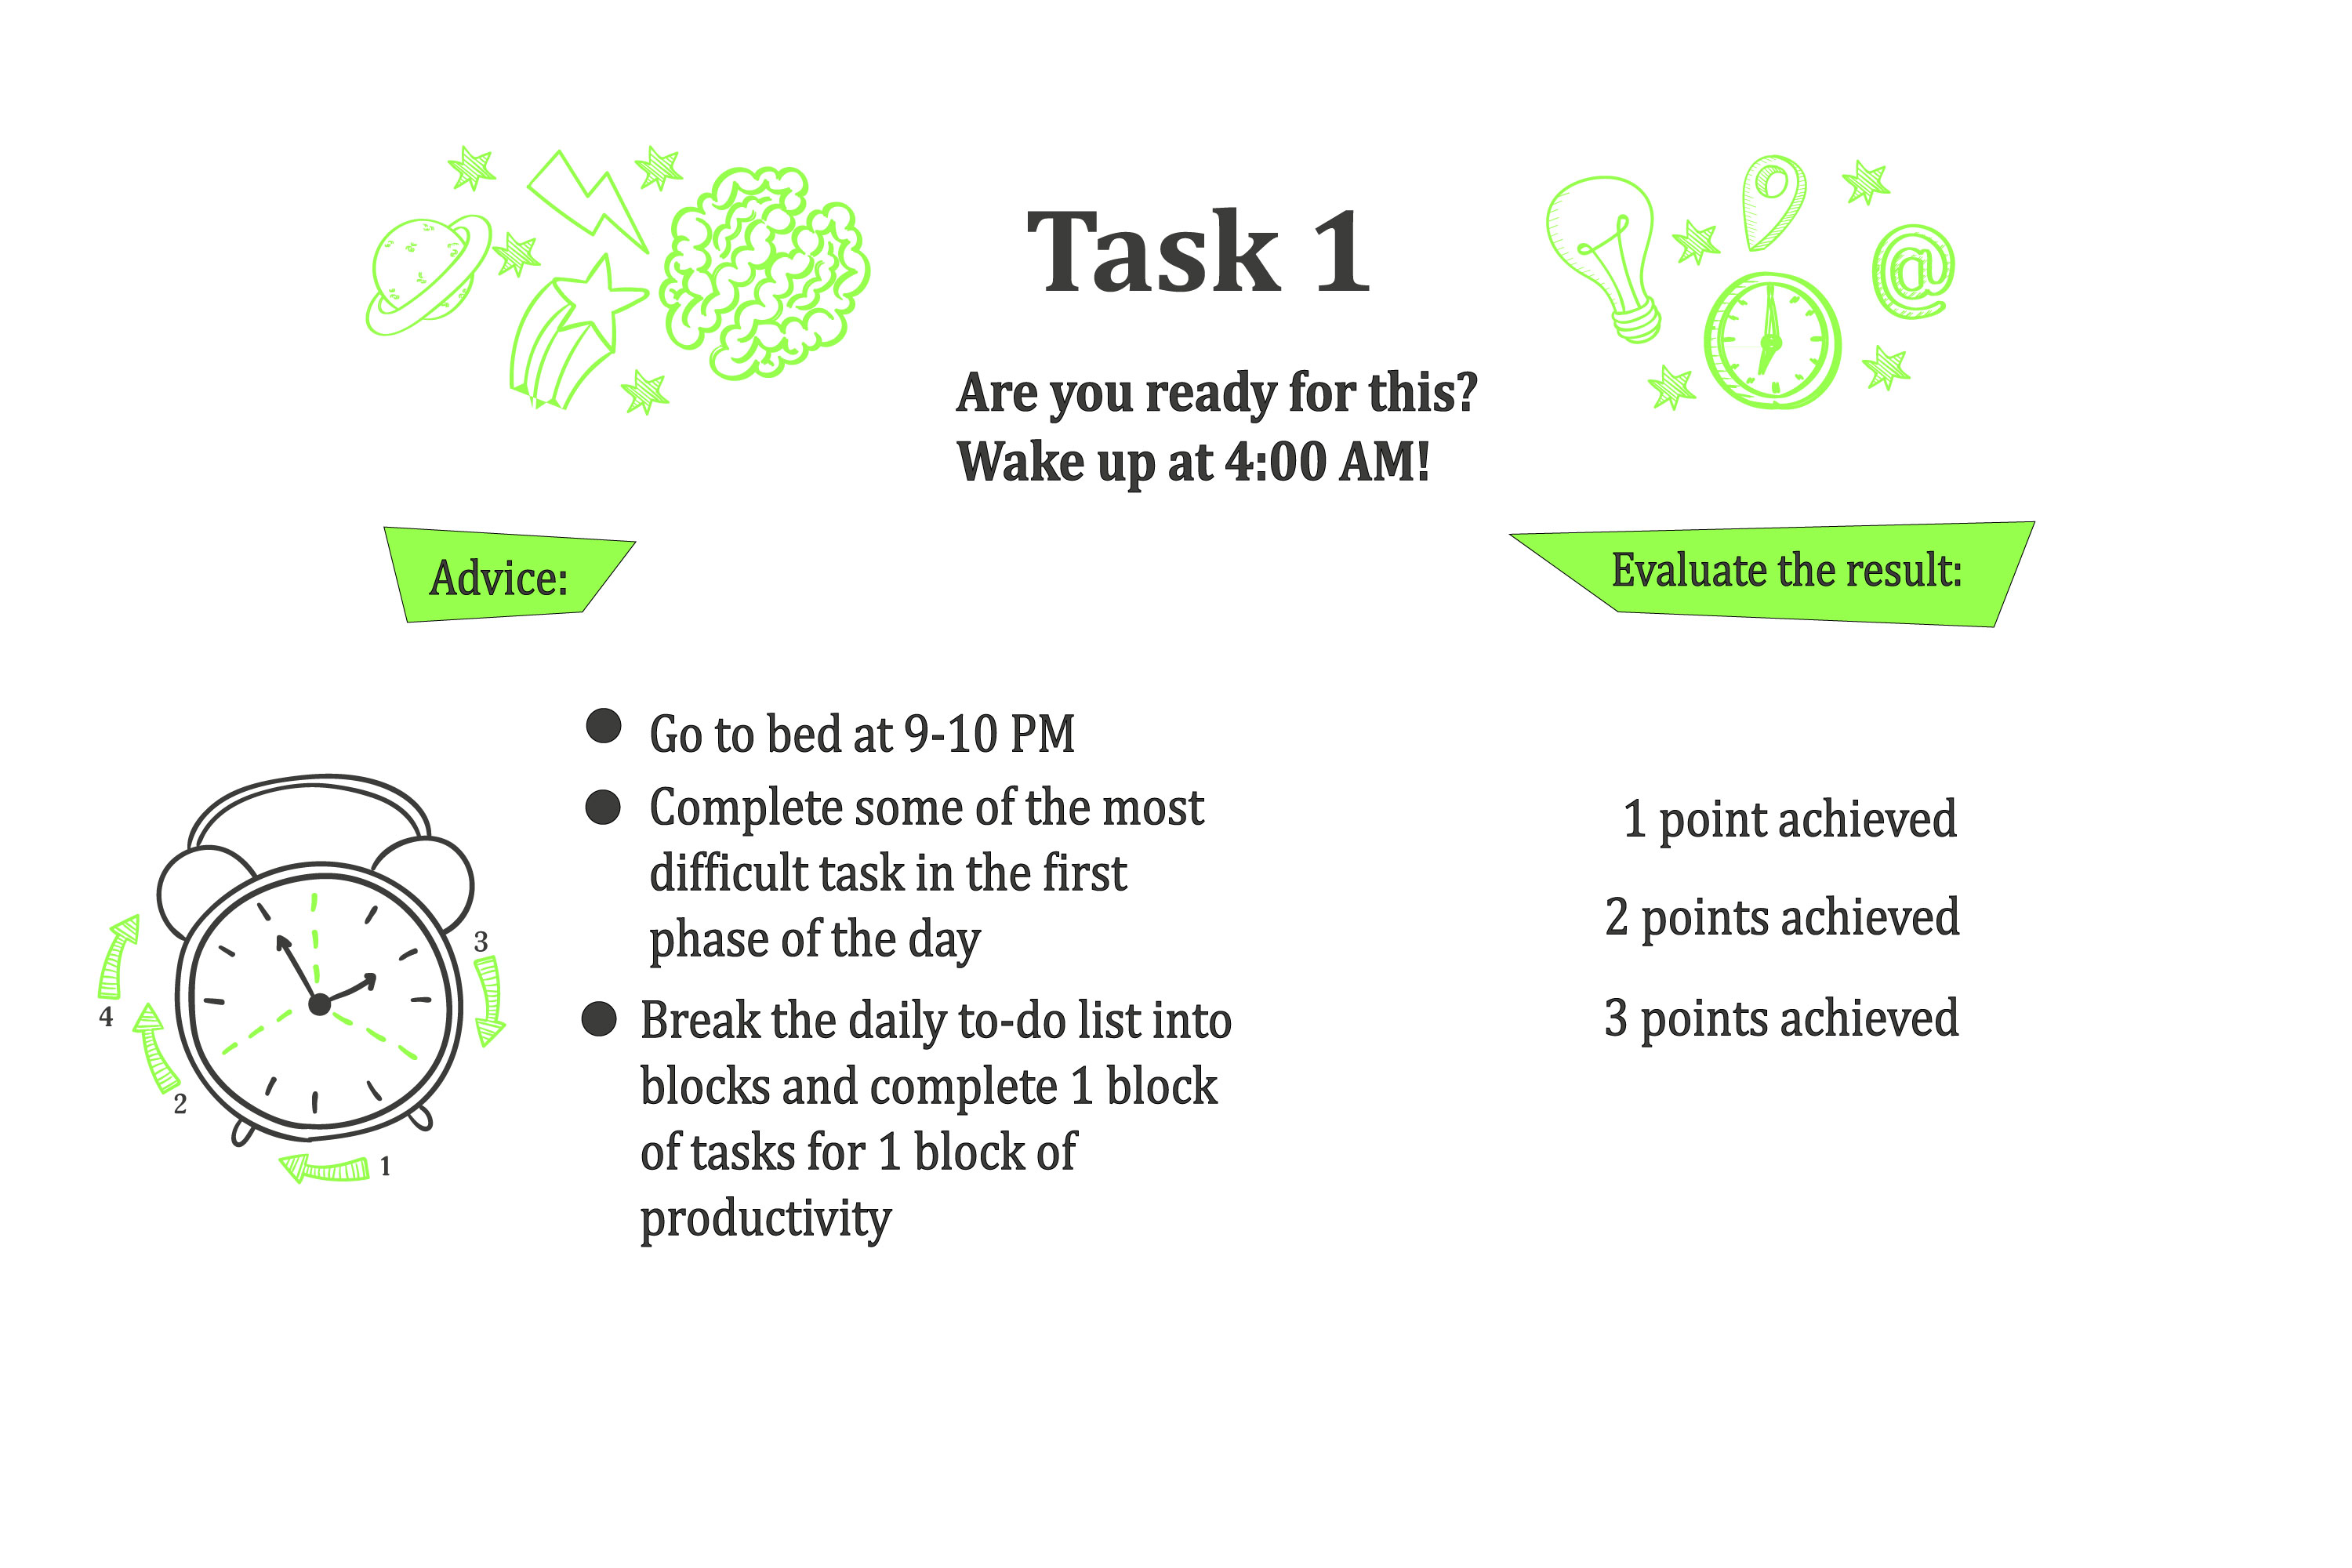 Task 1
Are you ready for this?
Wake up at 4:00 AM!
Advice:
Go to bed at 9-10 PM
Complete some of the most
difficult task in the first
phase of the day
Break the daily to-do list into
blocks and complete 1 block
of tasks for 1 block of
productivity
3
4
2
1
Evaluate the result:
1 point achieved
2 points achieved
3 points achieved
@